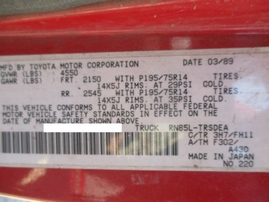 MFD BY TOYOTA MOTOR CORPORATION DATE 03/89
GVWR (LBS) 4550
GAWR (LBS) FRT 2150 WITH P195/75R14 TIRES.
14X5J RIMS. AT 29PSI COLD.
RR. 2545 WITH P195/75R14 TIRES.
14X5J RIMS. AT 35PSI COLD.
THIS VEHICLE CONFORMS TO ALL APPLICABLE FEDERAL
MOTOR VEHICLE SAFETY STANDARDS IN EFFECT ON THE
DATE OF MANUFACTURE SHOWN ABOVE.
TRUCK RN85L-TRSDEA
C/TR 3H7/FH11
A/TM F302/
A43D
MADE IN JAPAN
NO 220